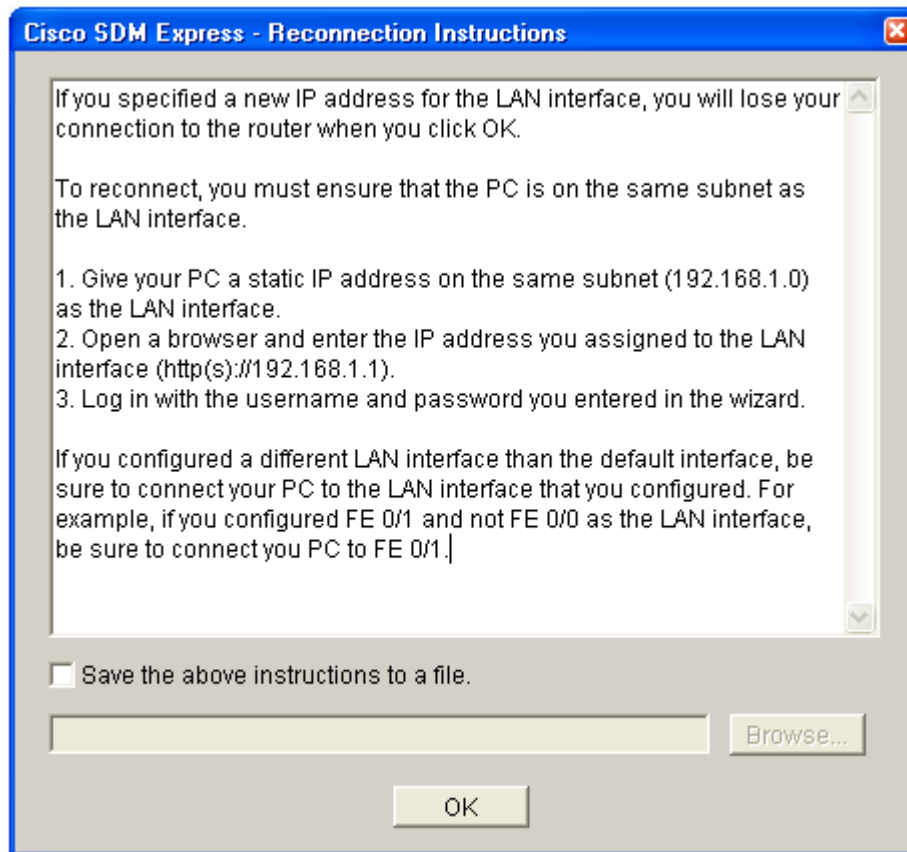 Cisco SDM Express - Reconnection Instructions
If you specified a new IP address for the LAN interface, you will lose your
connection to the router when you click OK.
To reconnect, you must ensure that the PC is on the same subnet as
the LAN interface.
1. Give your PC a static IP address on the same subnet (192.168.1.0)
as the LAN interface.
2. Open a browser and enter the IP address you assigned to the LAN
interface (http(s)://192.168.1.1).
3. Log in with the username and password you entered in the wizard.
If you configured a different LAN interface than the default interface, be
sure to connect your PC to the LAN interface that you configured. For
example, if you configured FE 0/1 and not FE 0/0 as the LAN interface,
be sure to connect you PC to FE 0/1.
Save the above instructions to a file.
Browse...
OK